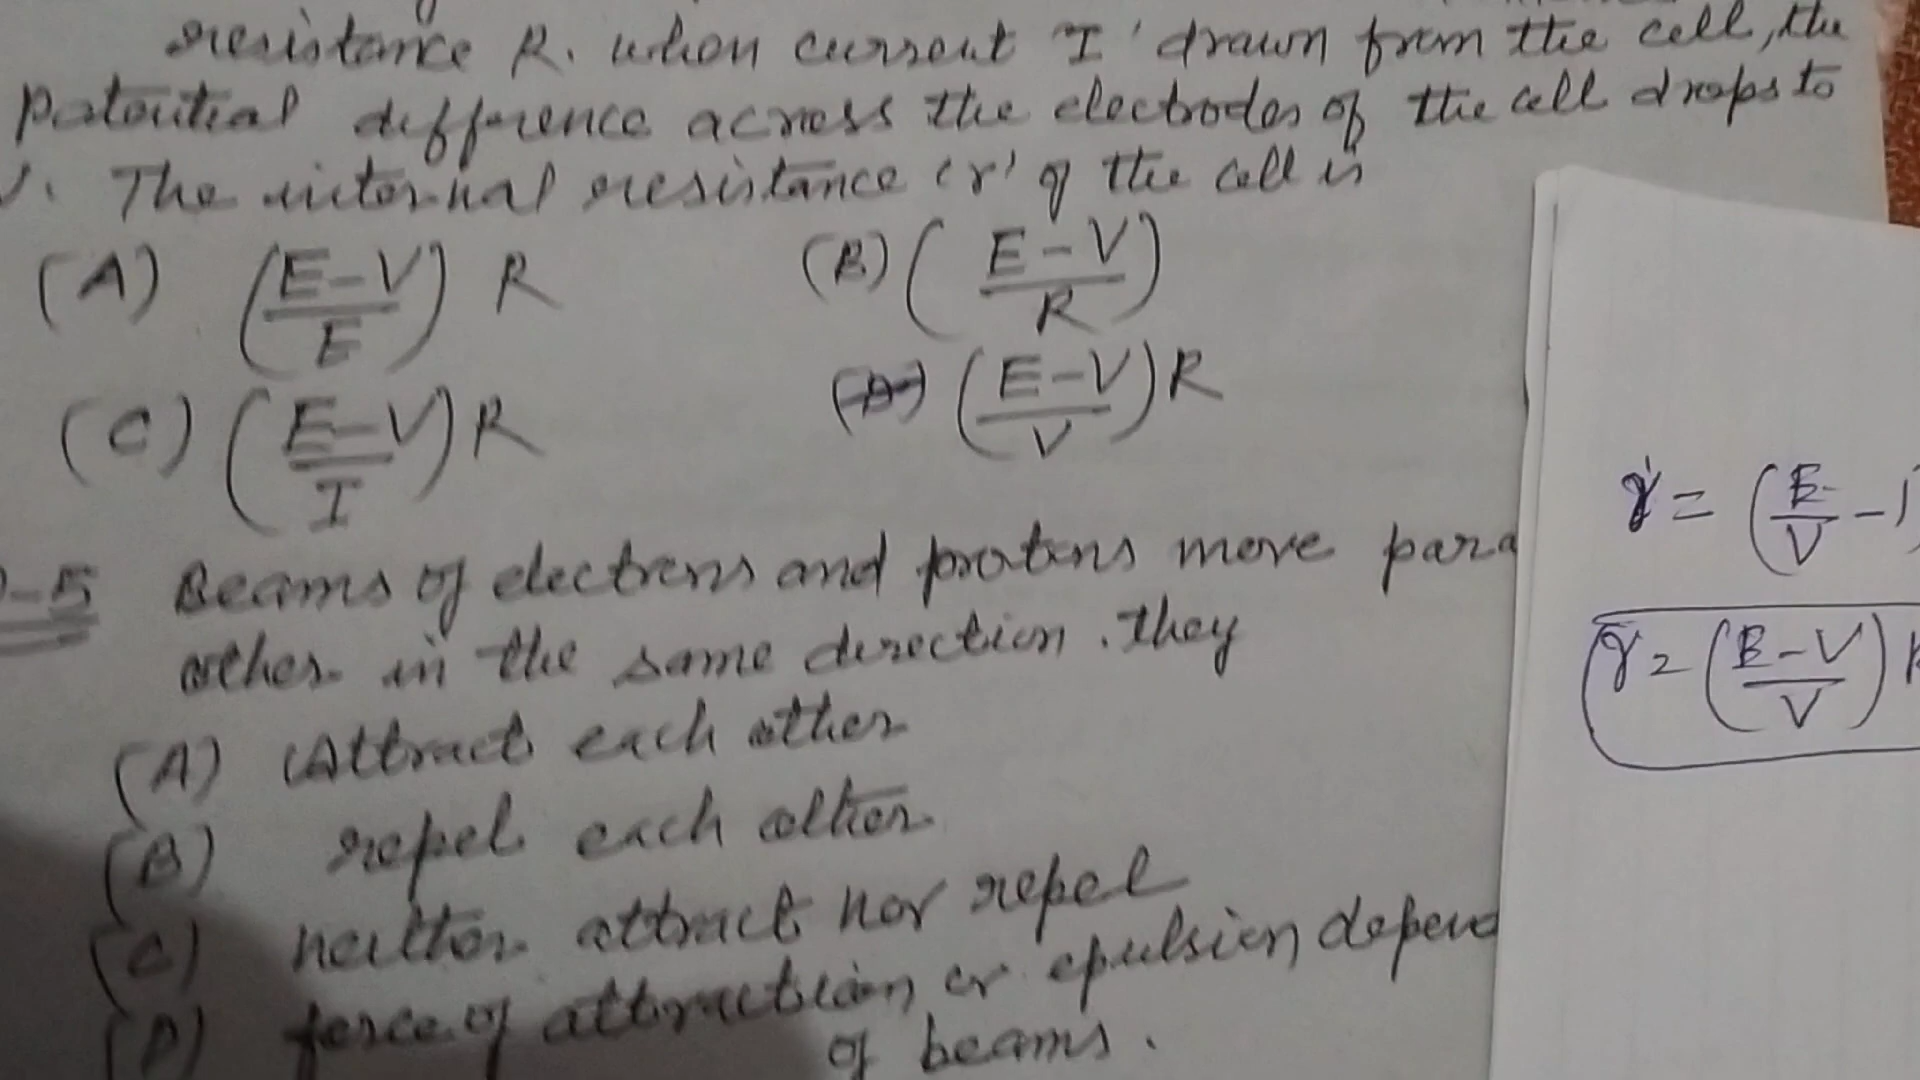 resistance R. when current I' drawn from the cell, the
potential difference across the electrodes of the cell drops to
V. The internal resistance 'r' of the cell is
(A) (E-V/E) R (B) (E-V/R)
(C) (E-V/I) R (D) (E-V/V) R
-5 Beams of electrons and protons move para
other in the same direction. they
(A) Attract each other
(B) repel each other
(C) neither attract nor repel
(D) force of attraction or epulsion depend
of beams.
r = (E/V - 1)
r = (E-V/V)